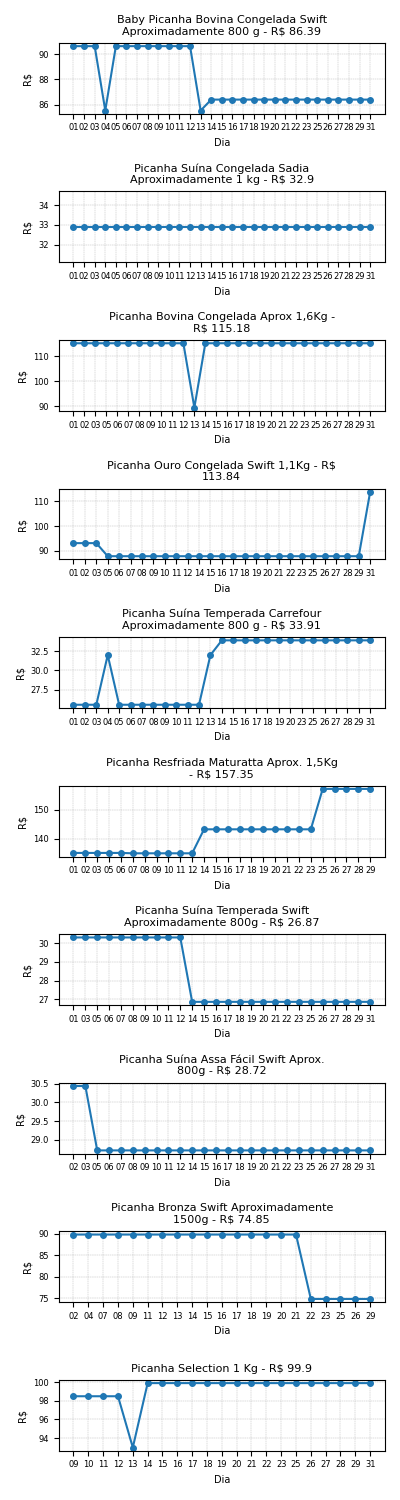 Baby Picanha Bovina Congelada Swift
Aproximadamente 800 g - R$ 86.39
90
88
86
R$
01 02 03 04 05 06 07 08 09 10 11 12 13 14 15 16 17 18 19 20 21 22 23 25 26 27 28 29 31
Dia
Picanha Suína Congelada Sadia
Aproximadamente 1 kg - R$ 32.9
34
33
32
R$
01 02 03 04 05 06 07 08 09 10 11 12 13 14 15 16 17 18 19 20 21 22 23 25 26 27 28 29 31
Dia
Picanha Bovina Congelada Aprox 1,6Kg -
R$ 115.18
110
100
90
R$
01 02 03 04 05 06 07 08 09 10 11 12 13 14 15 16 17 18 19 20 21 22 23 25 26 27 29 31
Dia
Picanha Ouro Congelada Swift 1,1Kg - R$
113.84
110
100
90
R$
01 02 03 05 06 07 08 09 10 11 12 13 14 15 16 17 18 19 20 21 22 23 25 26 27 28 29 31
Dia
Picanha Suína Temperada Carrefour
Aproximadamente 800 g - R$ 33.91
32.5
30.0
27.5
R$
01 02 03 04 05 06 07 08 09 10 11 12 13 14 15 16 17 18 19 20 21 22 23 25 26 27 28 31
Dia
Picanha Resfriada Maturatta Aprox. 1,5Kg
- R$ 157.35
150
140
R$
01 02 03 05 06 07 08 09 10 11 12 14 15 16 17 18 19 20 21 22 23 25 26 27 28 29
Dia
Picanha Suína Temperada Swift
Aproximadamente 800g - R$ 26.87
30
29
28
27
R$
01 03 05 06 07 08 09 10 11 12 14 15 16 17 18 19 20 21 22 23 25 26 27 28 29 31
Dia
Picanha Suína Assa Fácil Swift Aprox.
800g - R$ 28.72
30.5
30.0
29.5
29.0
R$
02 03 05 06 07 08 09 10 11 12 13 14 15 16 17 18 19 20 21 22 23 25 26 27 28 31
Dia
Picanha Bronza Swift Aproximadamente
1500g - R$ 74.85
90
85
80
75
R$
02 04 07 08 09 11 12 13 14 15 16 17 18 19 20 21 22 23 25 26 29
Dia
Picanha Selection 1 Kg - R$ 99.9
100
98
96
94
R$
09 10 11 12 13 14 15 16 17 18 19 20 21 22 23 25 26 27 28 29 31
Dia